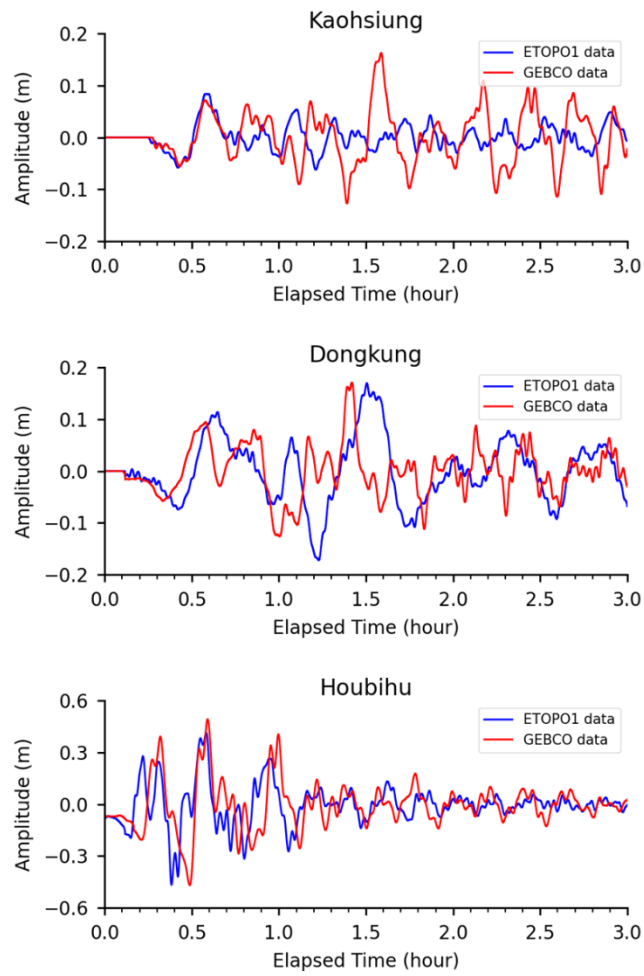 Kaohsiung
ETOPO1 data
GEBCO data
Amplitude (m)
0.2
0.1
0.0
−0.1
−0.2
0.0 0.5 1.0 1.5 2.0 2.5 3.0
Elapsed Time (hour)
Dongkung
ETOPO1 data
GEBCO data
Amplitude (m)
0.2
0.1
0.0
−0.1
−0.2
0.0 0.5 1.0 1.5 2.0 2.5 3.0
Elapsed Time (hour)
Houbihu
ETOPO1 data
GEBCO data
Amplitude (m)
0.6
0.3
0.0
−0.3
−0.6
0.0 0.5 1.0 1.5 2.0 2.5 3.0
Elapsed Time (hour)